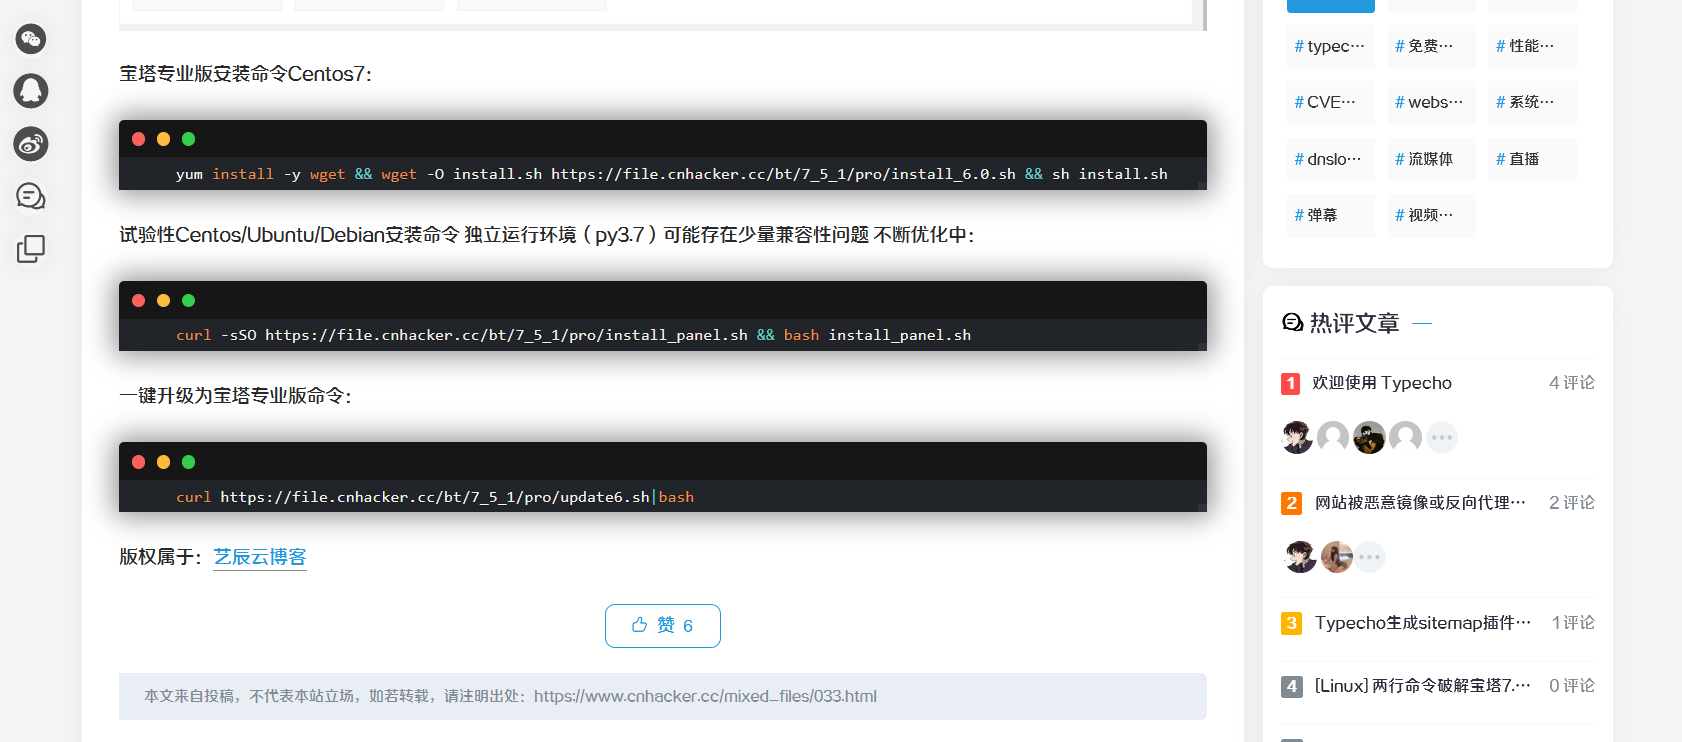 宝塔专业版安装命令Centos7：
yum install -y wget && wget -O install.sh https://file.cnhacker.cc/bt/7_5_1/pro/install_6.0.sh && sh install.sh
试验性Centos/Ubuntu/Debian安装命令 独立运行环境（py3.7）可能存在少量兼容性问题 不断优化中：
curl -sSO https://file.cnhacker.cc/bt/7_5_1/pro/install_panel.sh && bash install_panel.sh
一键升级为宝塔专业版命令：
curl https://file.cnhacker.cc/bt/7_5_1/pro/update6.sh|bash
版权属于：艺辰云博客
赞 6
本文来自投稿，不代表本站立场，如若转载，请注明出处：https://www.cnhacker.cc/mixed_files/033.html
# typec··· # 免费··· # 性能···
# CVE··· # webs··· # 系统···
# dnslo··· # 流媒体 # 直播
# 弹幕 # 视频···
热评文章
1 欢迎使用 Typecho 4 评论
2 网站被恶意镜像或反向代理··· 2 评论
3 Typecho生成sitemap插件··· 1 评论
4 [Linux] 两行命令破解宝塔7.··· 0 评论